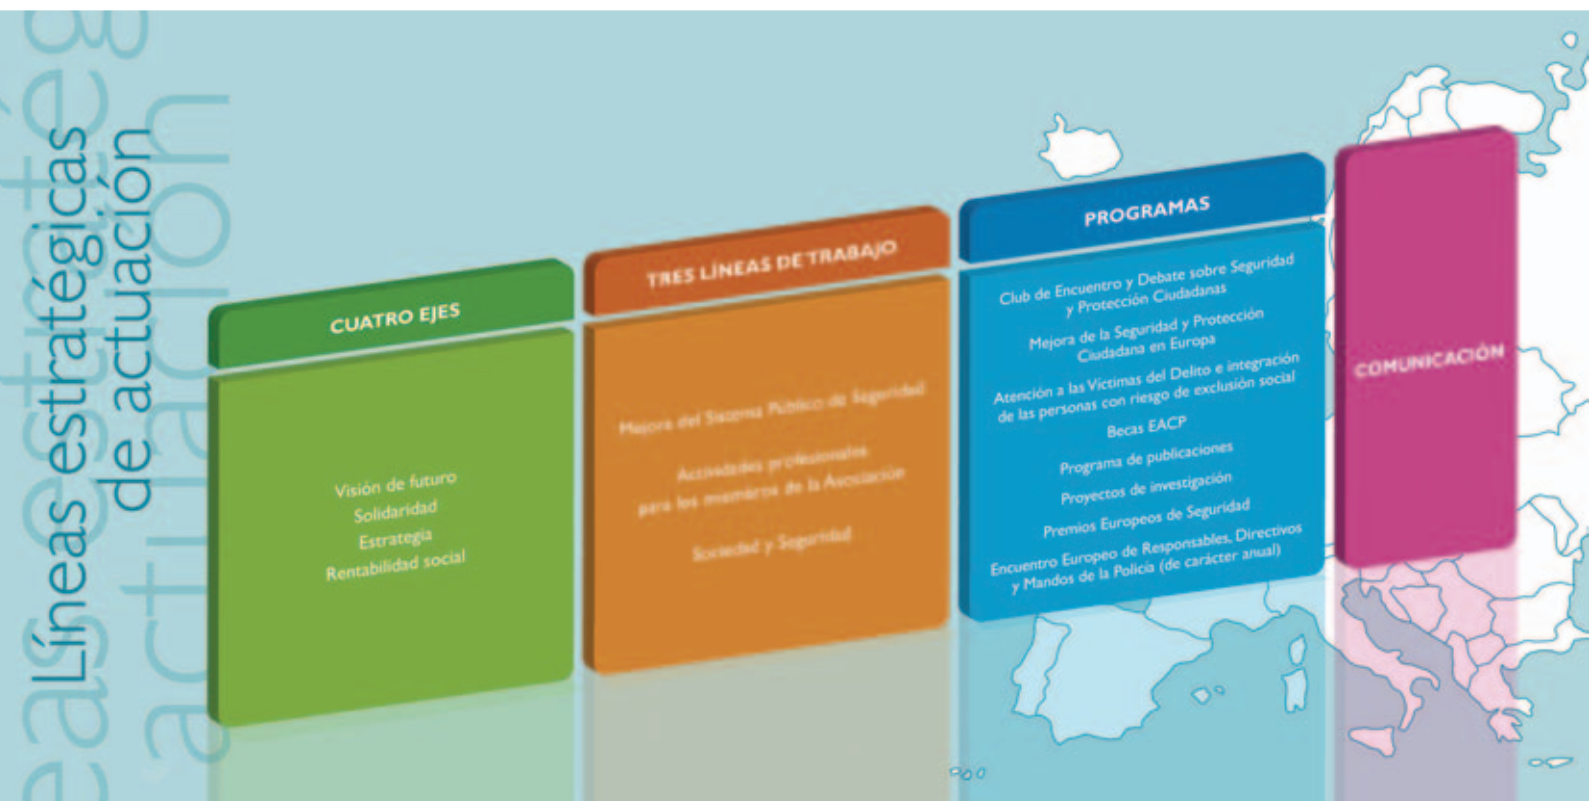 Líneas estratégicas
de actuación
CUATRO EJES
Visión de futuro
Solidaridad
Estrategia
Rentabilidad social
TRES LÍNEAS DE TRABAJO
Mejora del Sistema Público de Seguridad
Actividades profesionales
para los miembros de la Asociación
Sociedad y Seguridad
PROGRAMAS
Club de Encuentro y Debate sobre Seguridad
y Protección Ciudadanas
Mejora de la Seguridad y Protección
Ciudadana en Europa
Atención a las Víctimas del Delito e integración
de las personas con riesgo de exclusión social
Becas EACP
Programa de publicaciones
Proyectos de investigación
Premios Europeos de Seguridad
Encuentro Europeo de Responsables, Directivos
y Mandos de la Policía (de carácter anual)
COMUNICACIÓN